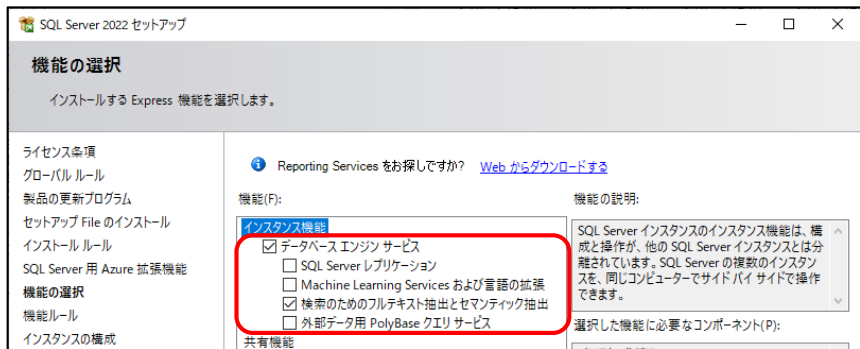 SQL Server 2022 セットアップ
機能の選択
インストールする Express 機能を選択します。
ライセンス条項
グローバル ルール
製品の更新プログラム
セットアップ File のインストール
インストール ルール
SQL Server 用 Azure 拡張機能
機能の選択
機能ルール
インスタンスの構成
Reporting Services をお探しですか? Web からダウンロードする
機能(F):
インスタンス機能
データベース エンジン サービス
SQL Server レプリケーション
Machine Learning Services および言語の拡張
検索のためのフルテキスト抽出とセマンティック抽出
外部データ用 PolyBase クエリ サービス
共有機能
機能の説明:
SQL Server インスタンスのインスタンス機能は、構
成と操作が、他の SQL Server インスタンスとは分
離されています。SQL Server の複数のインスタン
スを、同じコンピューターでサイド バイ サイドで操作
できます。
選択した機能に必要なコンポーネント(P):